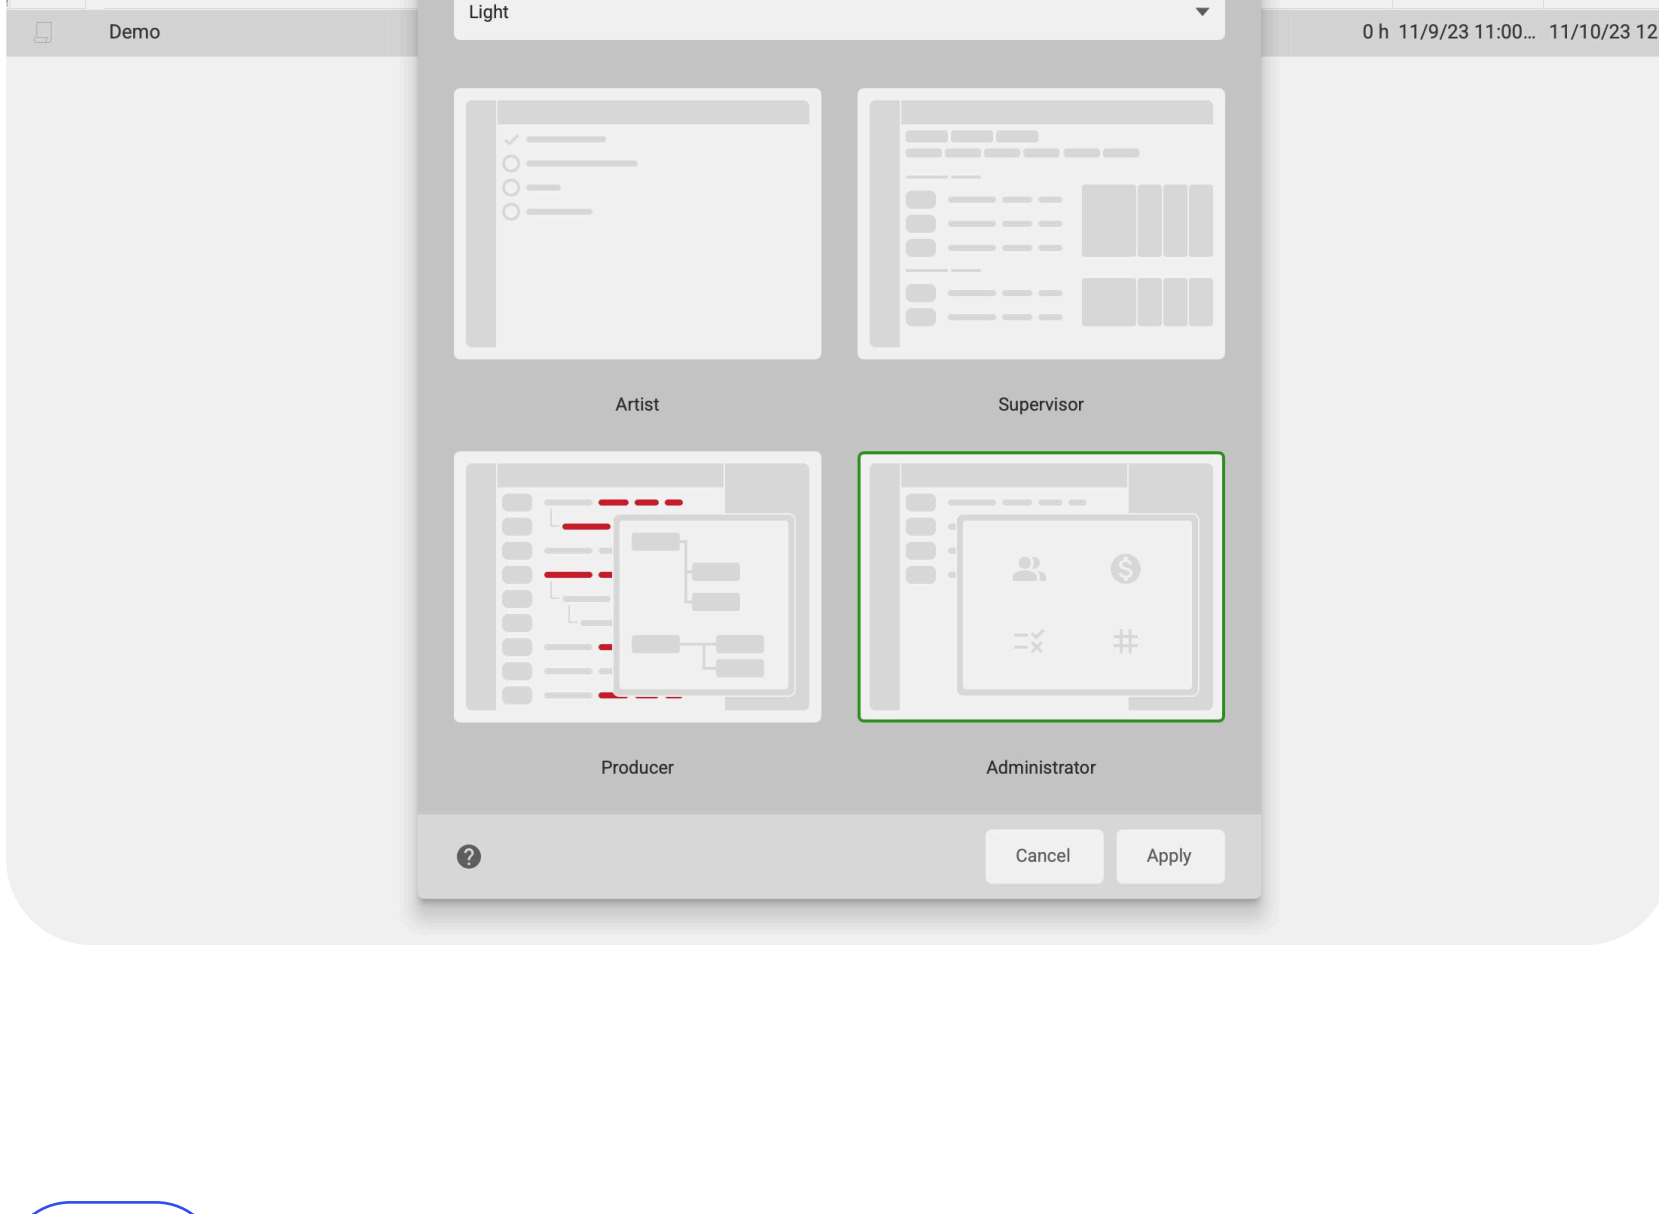 Light
Demo 0 h 11/9/23 11:00… 11/10/23 12
Artist Supervisor
Producer Administrator
Cancel Apply